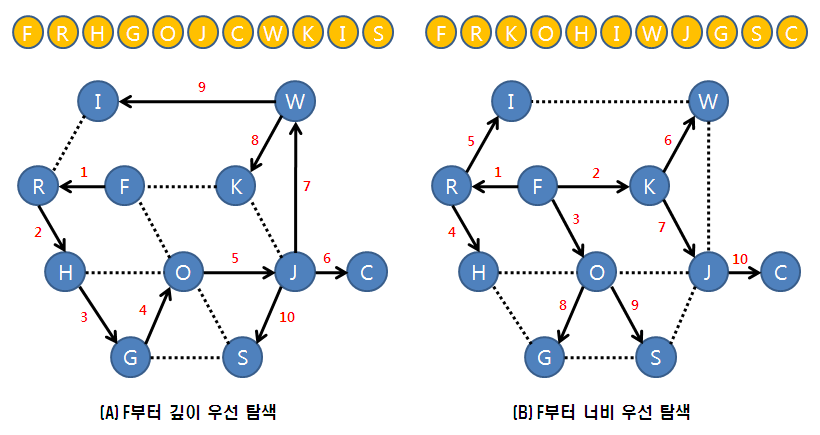 F R H G O J C W K I S
F R K O H I W J G S C
9
I W
8
7
1
R F K
2
5 6
H O J C
3 4
10
G S
(A) F부터 깊이 우선 탐색
I W
5 6
1 2
R F K
4 3 7
10
H O J C
8 9
G S
(B) F부터 너비 우선 탐색